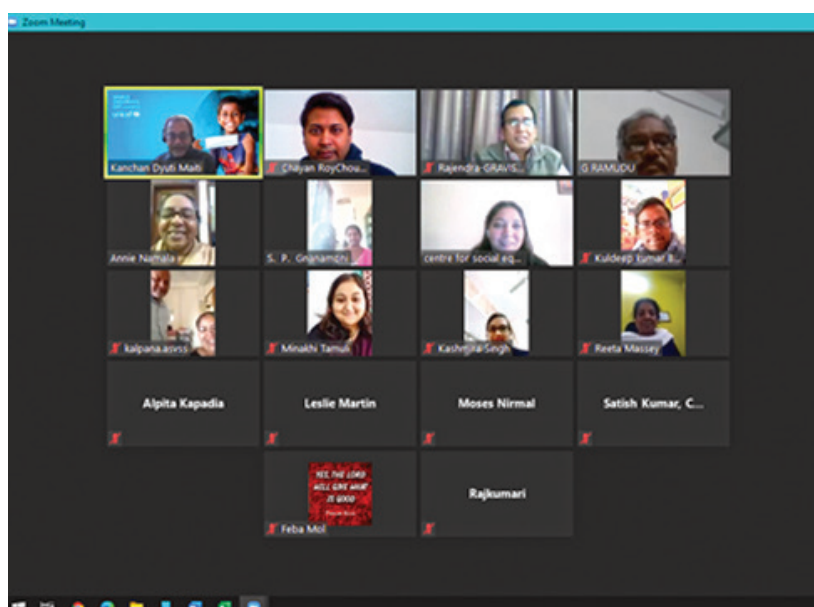 Zoom Meeting
unicef
Kanchan Dyuti Maiti
Chayan RoyChou...
Rajendra-GRAVIS...
G RAMUDU
Annie Namala
S. P. Gnanamoni
centre for social eq...
Kuldeep kumar B...
kalpana.asvss
Minakhi Tamuli
Kashmira Singh
Reeta Massey
Alpita Kapadia
Leslie Martin
Moses Nirmal
Satish Kumar, C...
YES, THE LORD
WILL GIVE WHAT
IS GOOD
Feba Mol
Rajkumari